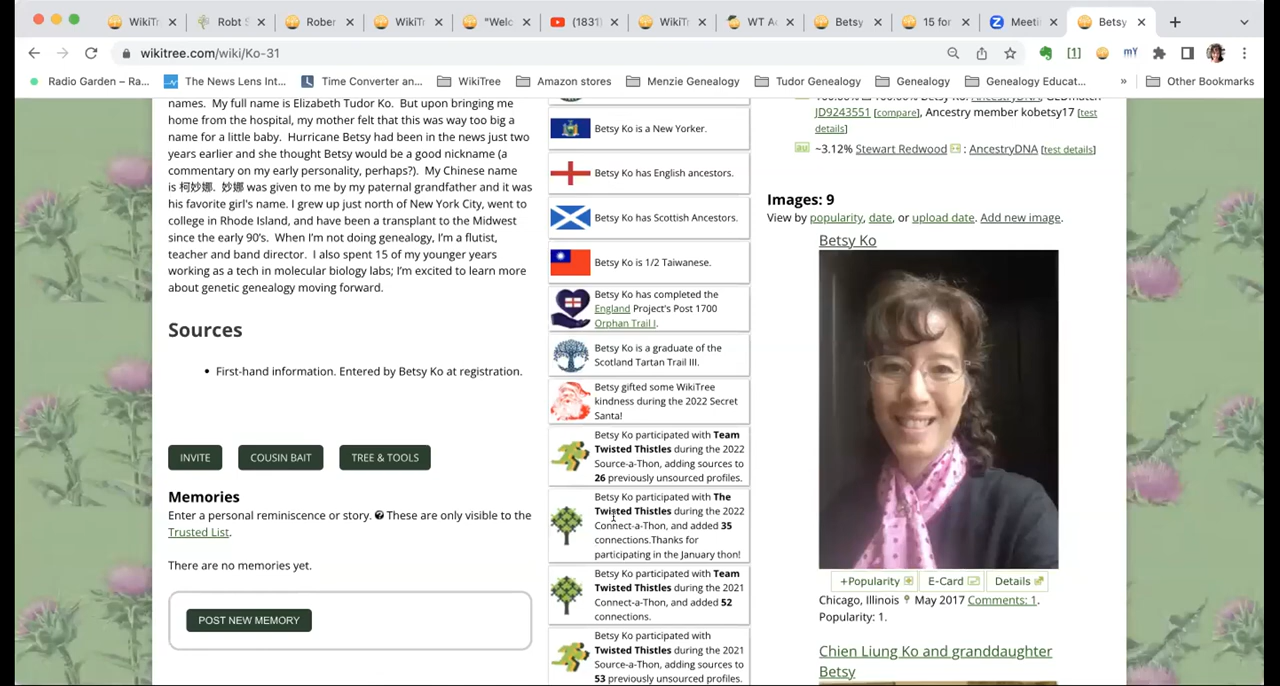 WikiTr
Robt S
Rober
WikiTr
"Welc
(1831)
WikiTr
WT Ac
Betsy
15 for
Meeti
Betsy
wikitree.com/wiki/Ko-31
Radio Garden – Ra...
The News Lens Int...
Time Converter an...
WikiTree
Amazon stores
Menzie Genealogy
Tudor Genealogy
Genealogy
Genealogy Educat...
»
Other Bookmarks
names. My full name is Elizabeth Tudor Ko. But upon bringing me
home from the hospital, my mother felt that this was way too big a
name for a little baby. Hurricane Betsy had been in the news just two
years earlier and she thought Betsy would be a good nickname (a
commentary on my early personality, perhaps?). My Chinese name
is 柯妙娜. 妙娜 was given to me by my paternal grandfather and it was
his favorite girl's name. I grew up just north of New York City, went to
college in Rhode Island, and have been a transplant to the Midwest
since the early 90's. When I'm not doing genealogy, I'm a flutist,
teacher and band director. I also spent 15 of my younger years
working as a tech in molecular biology labs; I'm excited to learn more
about genetic genealogy moving forward.
Sources
• First-hand information. Entered by Betsy Ko at registration.
INVITE
COUSIN BAIT
TREE & TOOLS
Memories
Enter a personal reminiscence or story. These are only visible to the
Trusted List.
There are no memories yet.
POST NEW MEMORY
Betsy Ko is a New Yorker.
Betsy Ko has English ancestors.
Betsy Ko has Scottish Ancestors.
Betsy Ko is 1/2 Taiwanese.
Betsy Ko has completed the
England Project's Post 1700
Orphan Trail I.
Betsy Ko is a graduate of the
Scotland Tartan Trail III.
Betsy gifted some WikiTree
kindness during the 2022 Secret
Santa!
Betsy Ko participated with Team
Twisted Thistles during the 2022
Source-a-Thon, adding sources to
26 previously unsourced profiles.
Betsy Ko participated with The
Twisted Thistles during the 2022
Connect-a-Thon, and added 35
connections.Thanks for
participating in the January thon!
Betsy Ko participated with Team
Twisted Thistles during the 2021
Connect-a-Thon, and added 52
connections.
Betsy Ko participated with
Twisted Thistles during the 2021
Source-a-Thon, adding sources to
53 previously unsourced profiles.
JD9243551 [compare], Ancestry member kobetsy17 [test
details]
au ~3.12% Stewart Redwood : AncestryDNA [test details]
Images: 9
View by popularity, date, or upload date. Add new image.
Betsy Ko
+Popularity
E-Card
Details
Chicago, Illinois May 2017 Comments: 1.
Popularity: 1.
Chien Liung Ko and granddaughter
Betsy